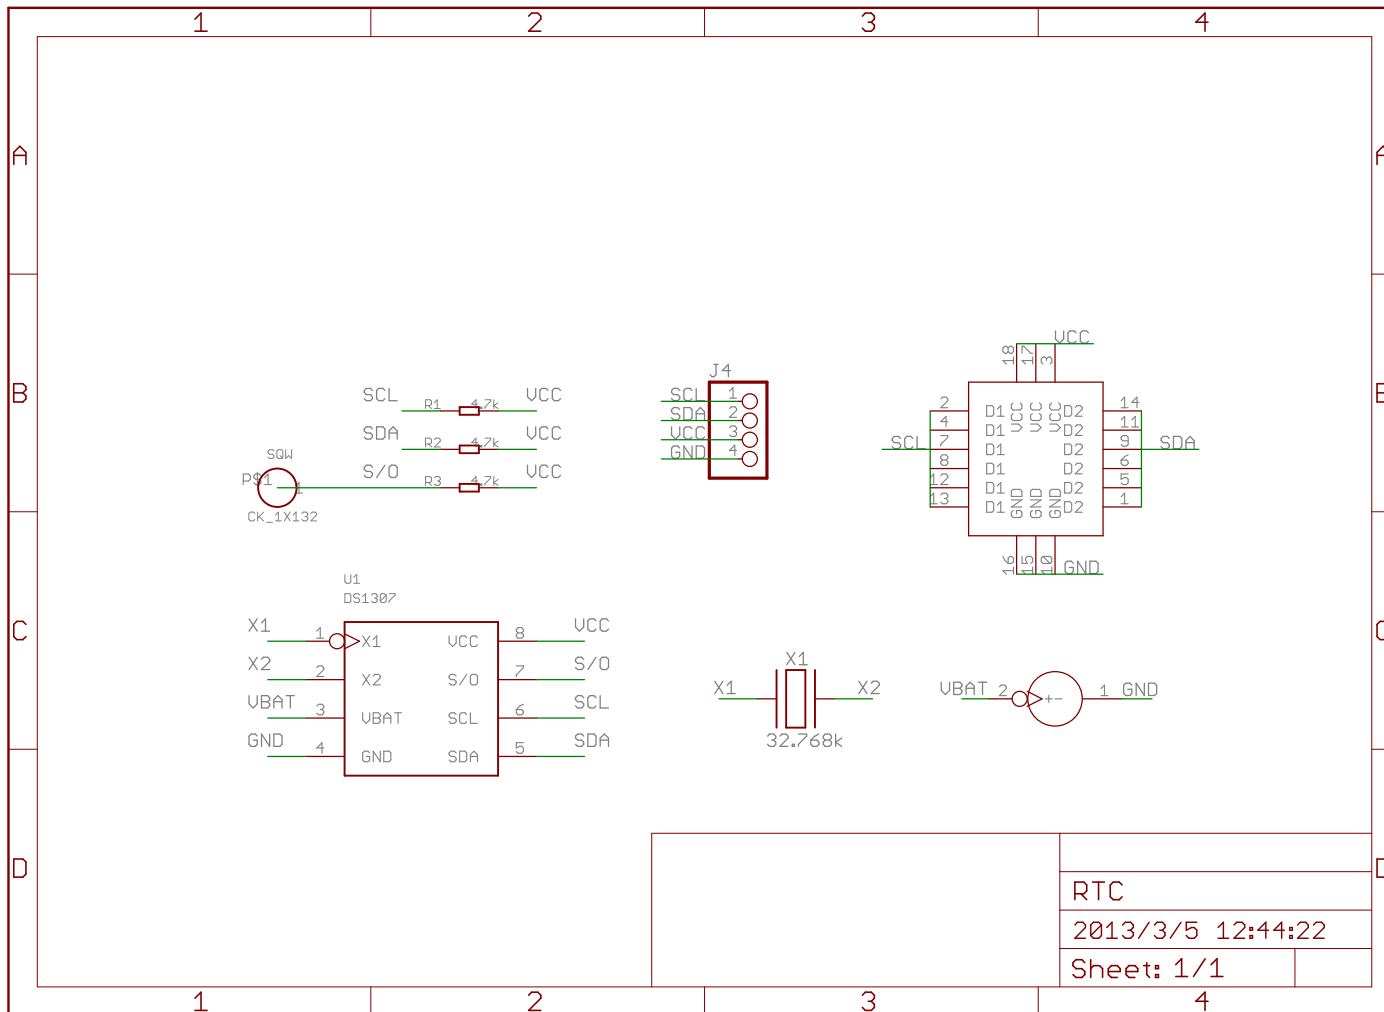 1 2 3 4
A A
VCC
18 17 3
J4
B B
SCL R1 4.7k VCC
SCL 1
SDA 2
VCC 3
GND 4
SDA R2 4.7k VCC
SQW
S/O R3 4.7k VCC
P$1 1
CK_1X132
VCC VCC VCC
2 D1 D2 14
4 D1 D2 11
SCL 7 D1 D2 9 SDA
8 D1 D2 6
12 D1 D2 5
13 D1 D2 1
GND GND GND
16 15 10 GND
U1
DS1307
C C
X1 1 X1 VCC 8 VCC
X2 2 X2 S/O 7 S/O
VBAT 3 VBAT SCL 6 SCL
GND 4 GND SDA 5 SDA
X1
X1 X2
32.768k
VBAT 2 +- 1 GND
D D
RTC
2013/3/5 12:44:22
Sheet: 1/1
1 2 3 4